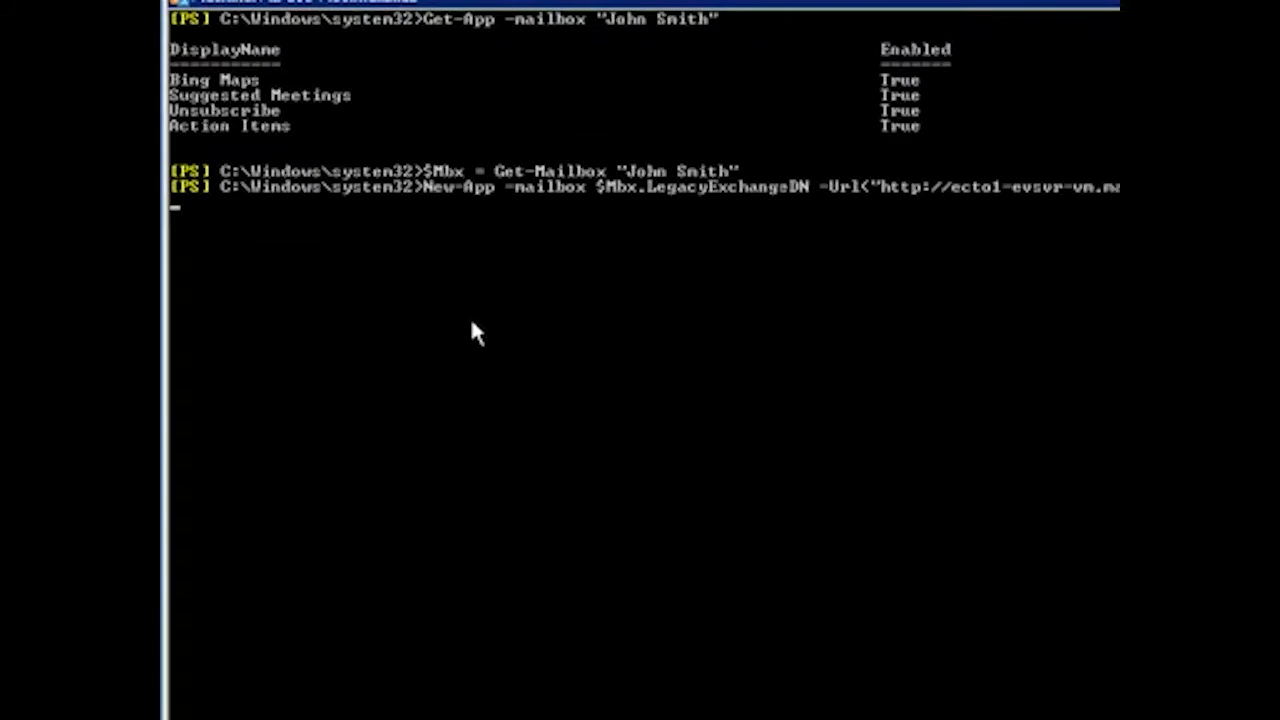 [PS] C:\Windows\system32>Get-App -mailbox "John Smith"
DisplayName Enabled
----------- -------
Bing Maps True
Suggested Meetings True
Unsubscribe True
Action Items True
[PS] C:\Windows\system32>$Mbx = Get-Mailbox "John Smith"
[PS] C:\Windows\system32>New-App -mailbox $Mbx.LegacyExchangeDN -Url("http://ecto1-evsvr-vm.ma